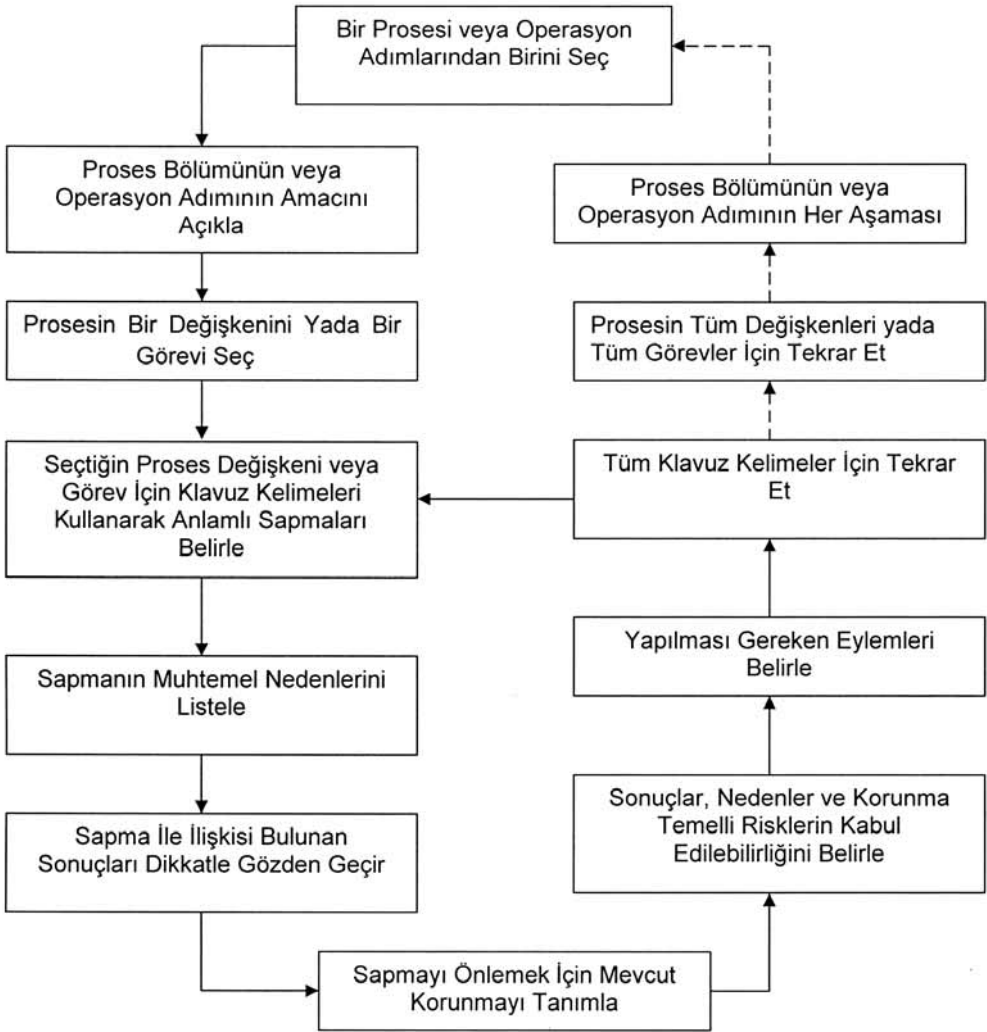 Bir Prosesi veya Operasyon
Adımlarından Birini Seç
Proses Bölümünün veya
Operasyon Adımının Amacını
Açıkla
Prosesin Bir Değişkenini Yada Bir
Görevi Seç
Seçtiğin Proses Değişkeni veya
Görev İçin Klavuz Kelimeleri
Kullanarak Anlamlı Sapmaları
Belirle
Sapmanın Muhtemel Nedenlerini
Listele
Sapma İle İlişkisi Bulunan
Sonuçları Dikkatle Gözden Geçir
Sapmayı Önlemek İçin Mevcut
Korunmayı Tanımla
Sonuçlar, Nedenler ve Korunma
Temelli Risklerin Kabul
Edilebilirliğini Belirle
Yapılması Gereken Eylemleri
Belirle
Tüm Klavuz Kelimeler İçin Tekrar
Et
Prosesin Tüm Değişkenleri yada
Tüm Görevler İçin Tekrar Et
Proses Bölümünün veya
Operasyon Adımının Her Aşaması